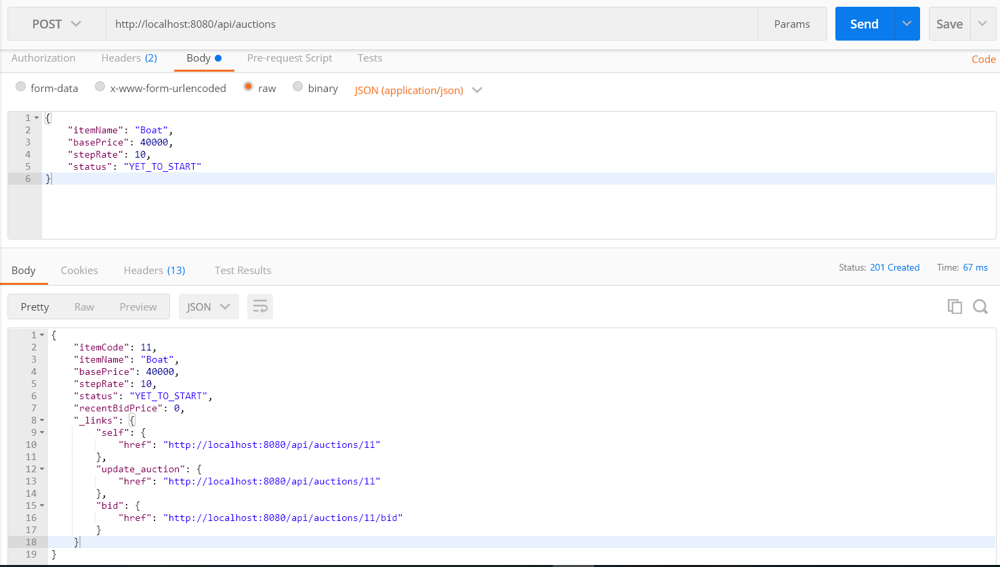 POST http://localhost:8080/api/auctions Params Send Save
Authorization Headers (2) Body Pre-request Script Tests Code
form-data x-www-form-urlencoded raw binary JSON (application/json)
1 {
2 "itemName": "Boat",
3 "basePrice": 40000,
4 "stepRate": 10,
5 "status": "YET_TO_START"
6 }
Body Cookies Headers (13) Test Results Status: 201 Created Time: 67 ms
Pretty Raw Preview JSON
1 {
2 "itemCode": 11,
3 "itemName": "Boat",
4 "basePrice": 40000,
5 "stepRate": 10,
6 "status": "YET_TO_START",
7 "recentBidPrice": 0,
8 "_links": {
9 "self": {
10 "href": "http://localhost:8080/api/auctions/11"
11 },
12 "update_auction": {
13 "href": "http://localhost:8080/api/auctions/11"
14 },
15 "bid": {
16 "href": "http://localhost:8080/api/auctions/11/bid"
17 }
18 }
19 }